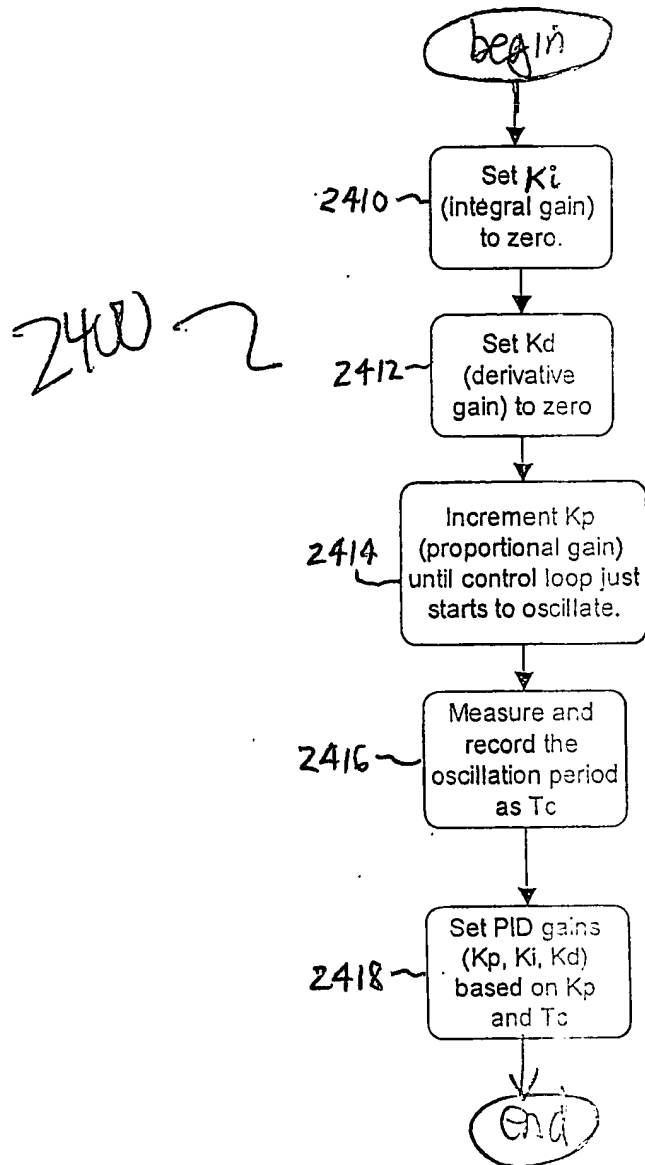 begin
2410
Set Ki
(integral gain)
to zero.
2400
2412
Set Kd
(derivative
gain) to zero
2414
Increment Kp
(proportional gain)
until control loop just
starts to oscillate.
2416
Measure and
record the
oscillation period
as Tc
2418
Set PID gains
(Kp, Ki, Kd)
based on Kp
and Tc
end